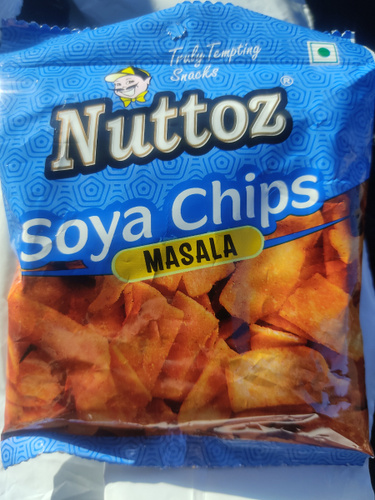 Truly Tempting
Snacks
Nuttoz®
Soya Chips
MASALA